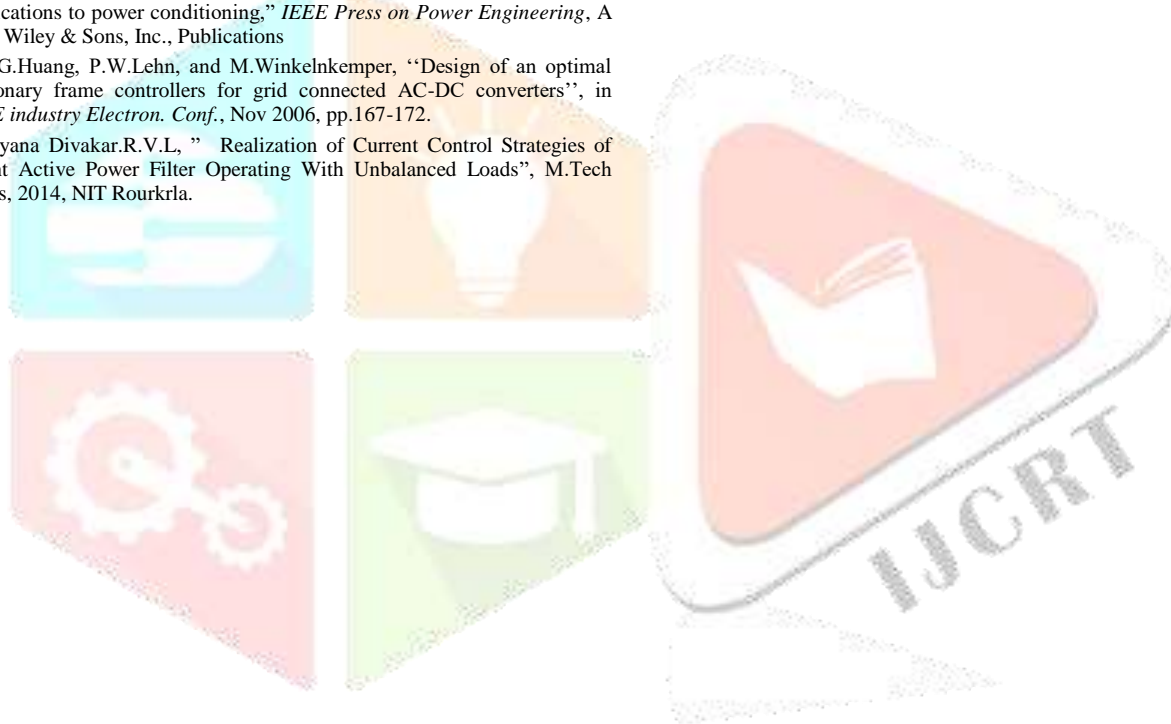 ications to power conditioning,” IEEE Press on Power Engineering, A
Wiley & Sons, Inc., Publications
G.Huang, P.W.Lehn, and M.Winkelnkemper, ‘‘Design of an optimal
onary frame controllers for grid connected AC-DC converters’’, in
E industry Electron. Conf., Nov 2006, pp.167-172.
yana Divakar.R.V.L, ” Realization of Current Control Strategies of
nt Active Power Filter Operating With Unbalanced Loads”, M.Tech
s, 2014, NIT Rourkrla.
IJCRT